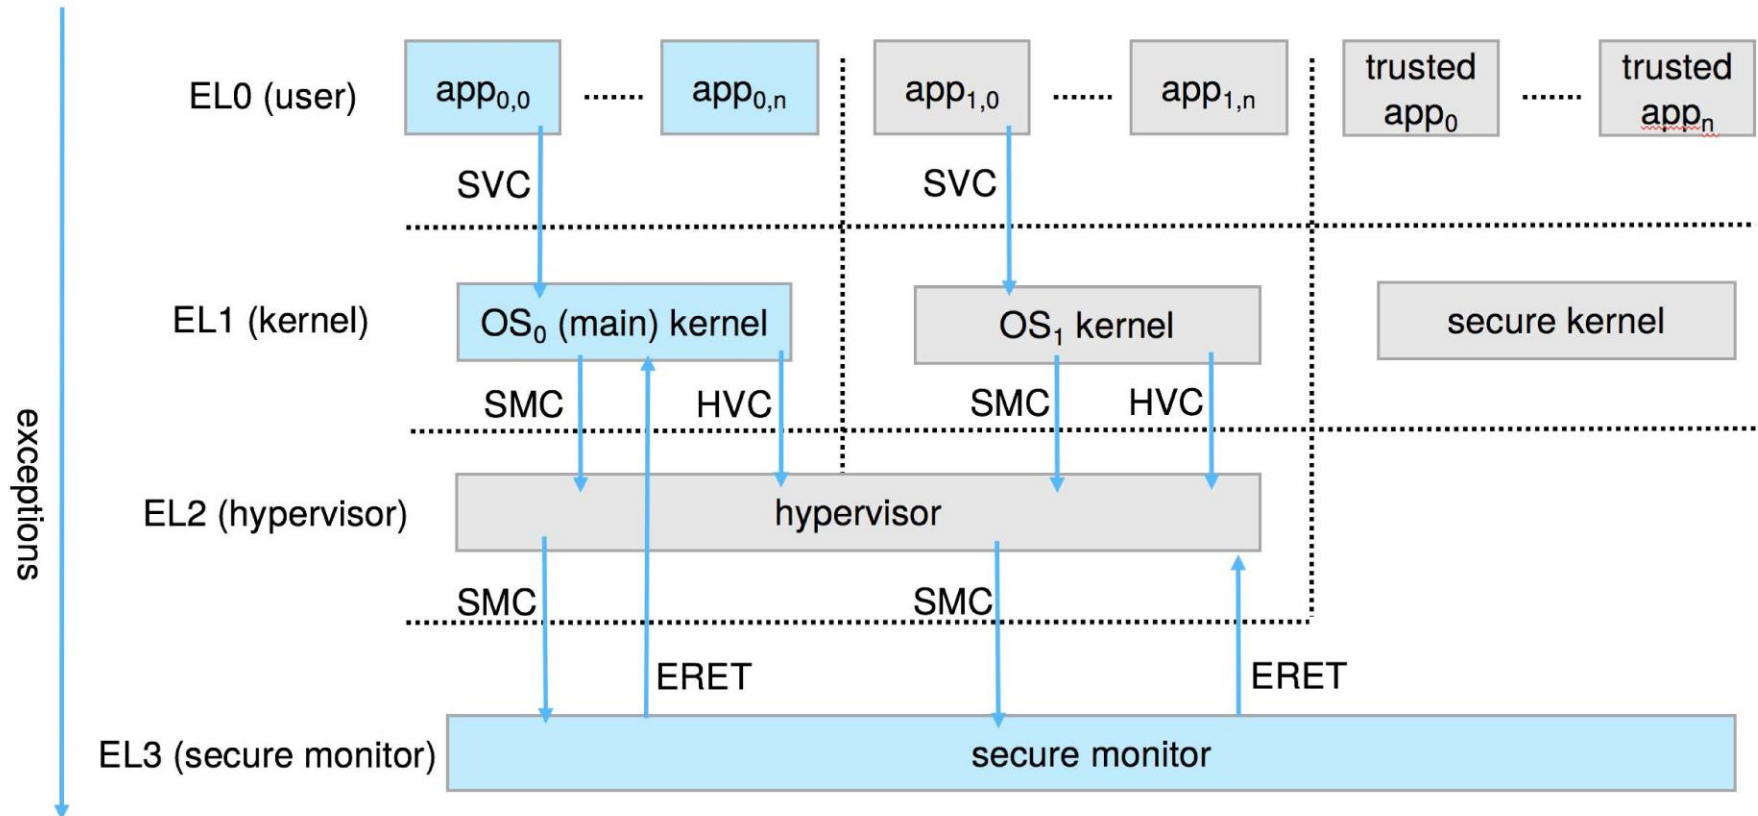 EL0 (user)
app0,0
app0,n
app1,0
app1,n
trusted
app0
trusted
appn
SVC
SVC
EL1 (kernel)
OS0 (main) kernel
OS1 kernel
secure kernel
SMC
HVC
SMC
HVC
exceptions
EL2 (hypervisor)
hypervisor
SMC
SMC
ERET
ERET
EL3 (secure monitor)
secure monitor